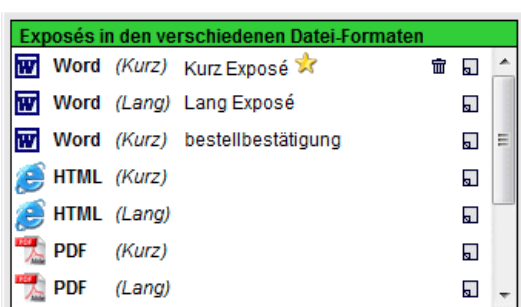 Exposés in den verschiedenen Datei-Formaten
Word (Kurz) Kurz Exposé
Word (Lang) Lang Exposé
Word (Kurz) bestellbestätigung
HTML (Kurz)
HTML (Lang)
PDF (Kurz)
PDF (Lang)